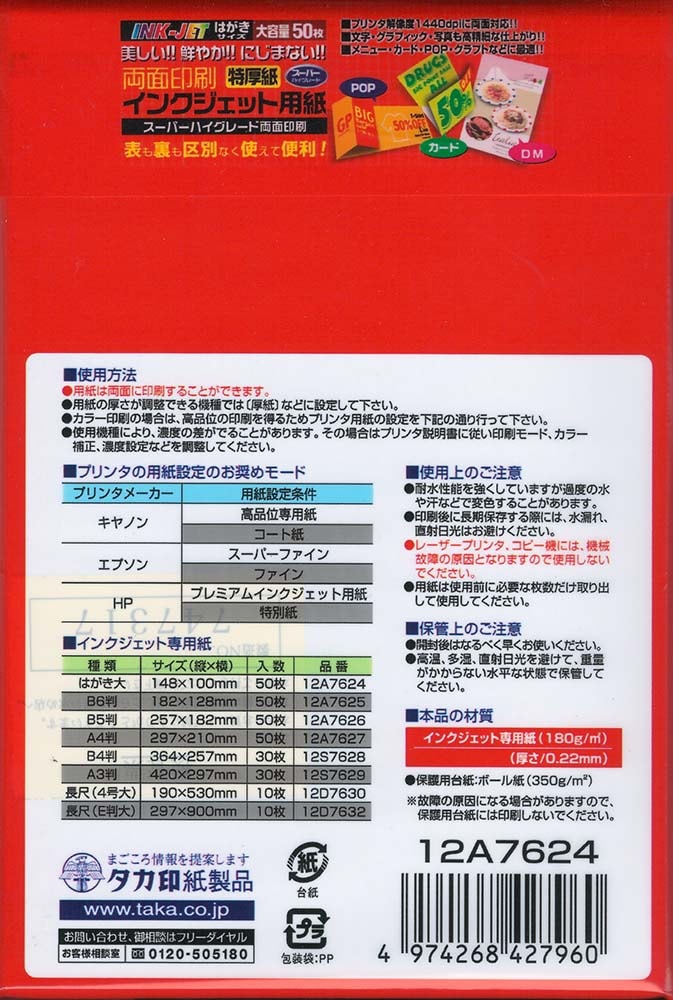 INK-JET はがきサイズ 大容量50枚
美しい!! 鮮やか!! にじまない!!
両面印刷 特厚紙 スーパーハイグレード
インクジェット用紙
スーパーハイグレード両面印刷
表も裏も区別なく使えて便利!
■プリンタ解像度1440dpiに両面対応!!
■文字・グラフィック・写真も高精細な仕上がり!!
■メニュー・カード・POP・グラフトなどに最適!!
POP
GP BIG
50%OFF
DRUGS
50%
カード
DM
■使用方法
●用紙は両面に印刷することができます。
●用紙の厚さが調整できる機種では〔厚紙〕などに設定して下さい。
●カラー印刷の場合は、高品位の印刷を得るためプリンタ用紙の設定を下記の通り行って下さい。
●使用機種により、濃度の差がでることがあります。その場合はプリンタ説明書に従い印刷モード、カラー
補正、濃度設定などを調整してください。
■プリンタの用紙設定のお奨めモード
プリンタメーカー 用紙設定条件
キヤノン 高品位専用紙
コート紙
エプソン スーパーファイン
ファイン
HP プレミアムインクジェット用紙
特別紙
747317
■インクジェット専用紙
種類 サイズ(縦×横) 入数 品番
はがき大 148×100mm 50枚 12A7624
B6判 182×128mm 50枚 12A7625
B5判 257×182mm 50枚 12A7626
A4判 297×210mm 50枚 12A7627
B4判 364×257mm 30枚 12S7628
A3判 420×297mm 30枚 12S7629
長尺(4号大) 190×530mm 10枚 12D7630
長尺(E判大) 297×900mm 10枚 12D7632
■使用上のご注意
●耐水性能を強くしていますが過度の水
や汗などで変色することがあります。
●印刷後に長期保存する際には、水漏れ、
直射日光はお避けください。
●レーザープリンタ、コピー機には、機械
故障の原因となりますので使用しない
でください。
●用紙は使用前に必要な枚数だけ取り出
して使用してください。
■保管上のご注意
●開封後はなるべく早くお使いください。
●高温、多湿、直射日光を避けて、重量
がかからない水平な状態で保管して
ください。
■本品の材質
インクジェット専用紙(180g/㎡)
(厚さ/0.22mm)
●保護用台紙:ボール紙(350g/m²)
※故障の原因になる場合がありますので、
保護用台紙には印刷しないでください。
まごころ情報を提案します
タカ印紙製品
www.taka.co.jp
お問い合わせ、御相談はフリーダイヤル
お客様相談室 0120-505180
紙
台紙
プラ
包装袋:PP
12A7624
4 974268 427960